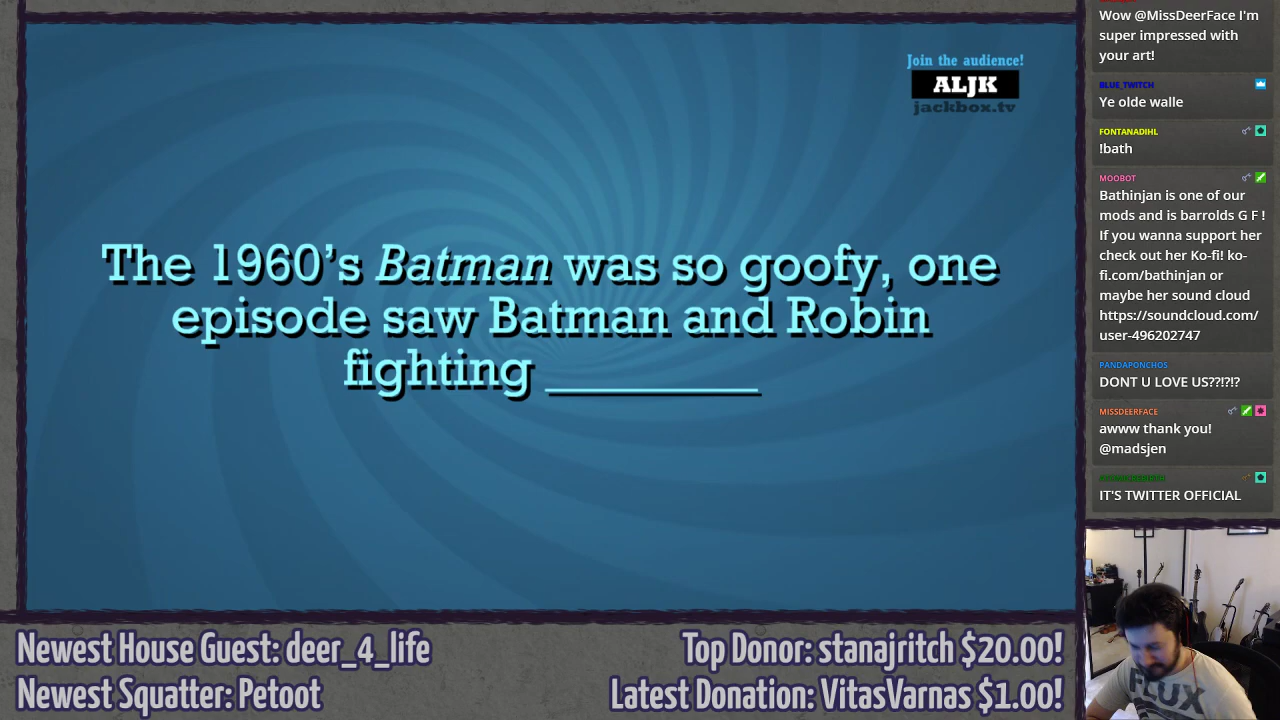 Join the audience!
ALJK
jackbox.tv
The 1960's Batman was so goofy, one
episode saw Batman and Robin
fighting ________
Wow @MissDeerFace I'm
super impressed with
your art!
BLUE_TWITCH
Ye olde walle
FONTANADIHL
!bath
MOOBOT
Bathinjan is one of our
mods and is barrolds G F !
If you wanna support her
check out her Ko-fi! ko-
fi.com/bathinjan or
maybe her sound cloud
https://soundcloud.com/
user-496202747
PANDAPONCHOS
DONT U LOVE US??!?!?
MISSDEERFACE
awww thank you!
@madsjen
IT'S TWITTER OFFICIAL
FLUX
Newest House Guest: deer_4_life
Newest Squatter: Petoot
Top Donor: stanajritch $20.00!
Latest Donation: VitasVarnas $1.00!